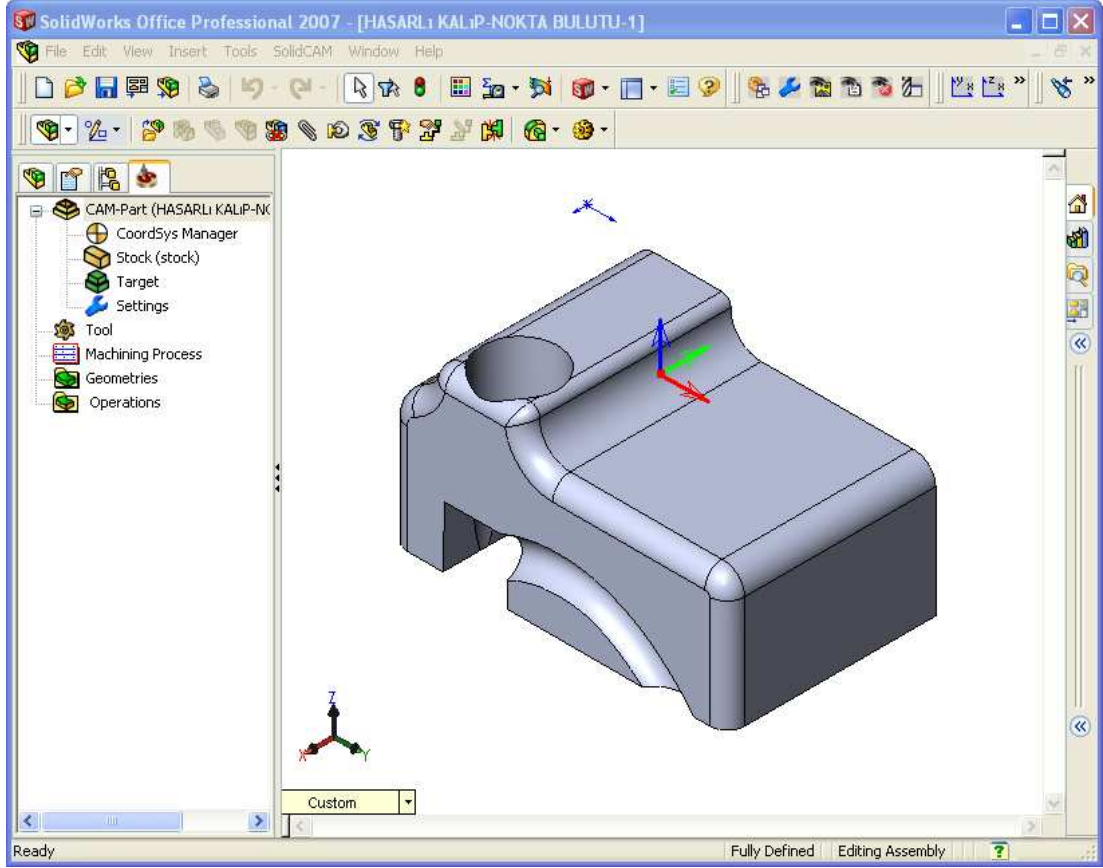 SolidWorks Office Professional 2007 - [HASARLı KALıP-NOKTA BULUTU-1]
File Edit View Insert Tools SolidCAM Window Help
CAM-Part (HASARLı KALıP-N
CoordSys Manager
Stock (stock)
Target
Settings
Tool
Machining Process
Geometries
Operations
Z
X
Y
Custom
Ready
Fully Defined
Editing Assembly